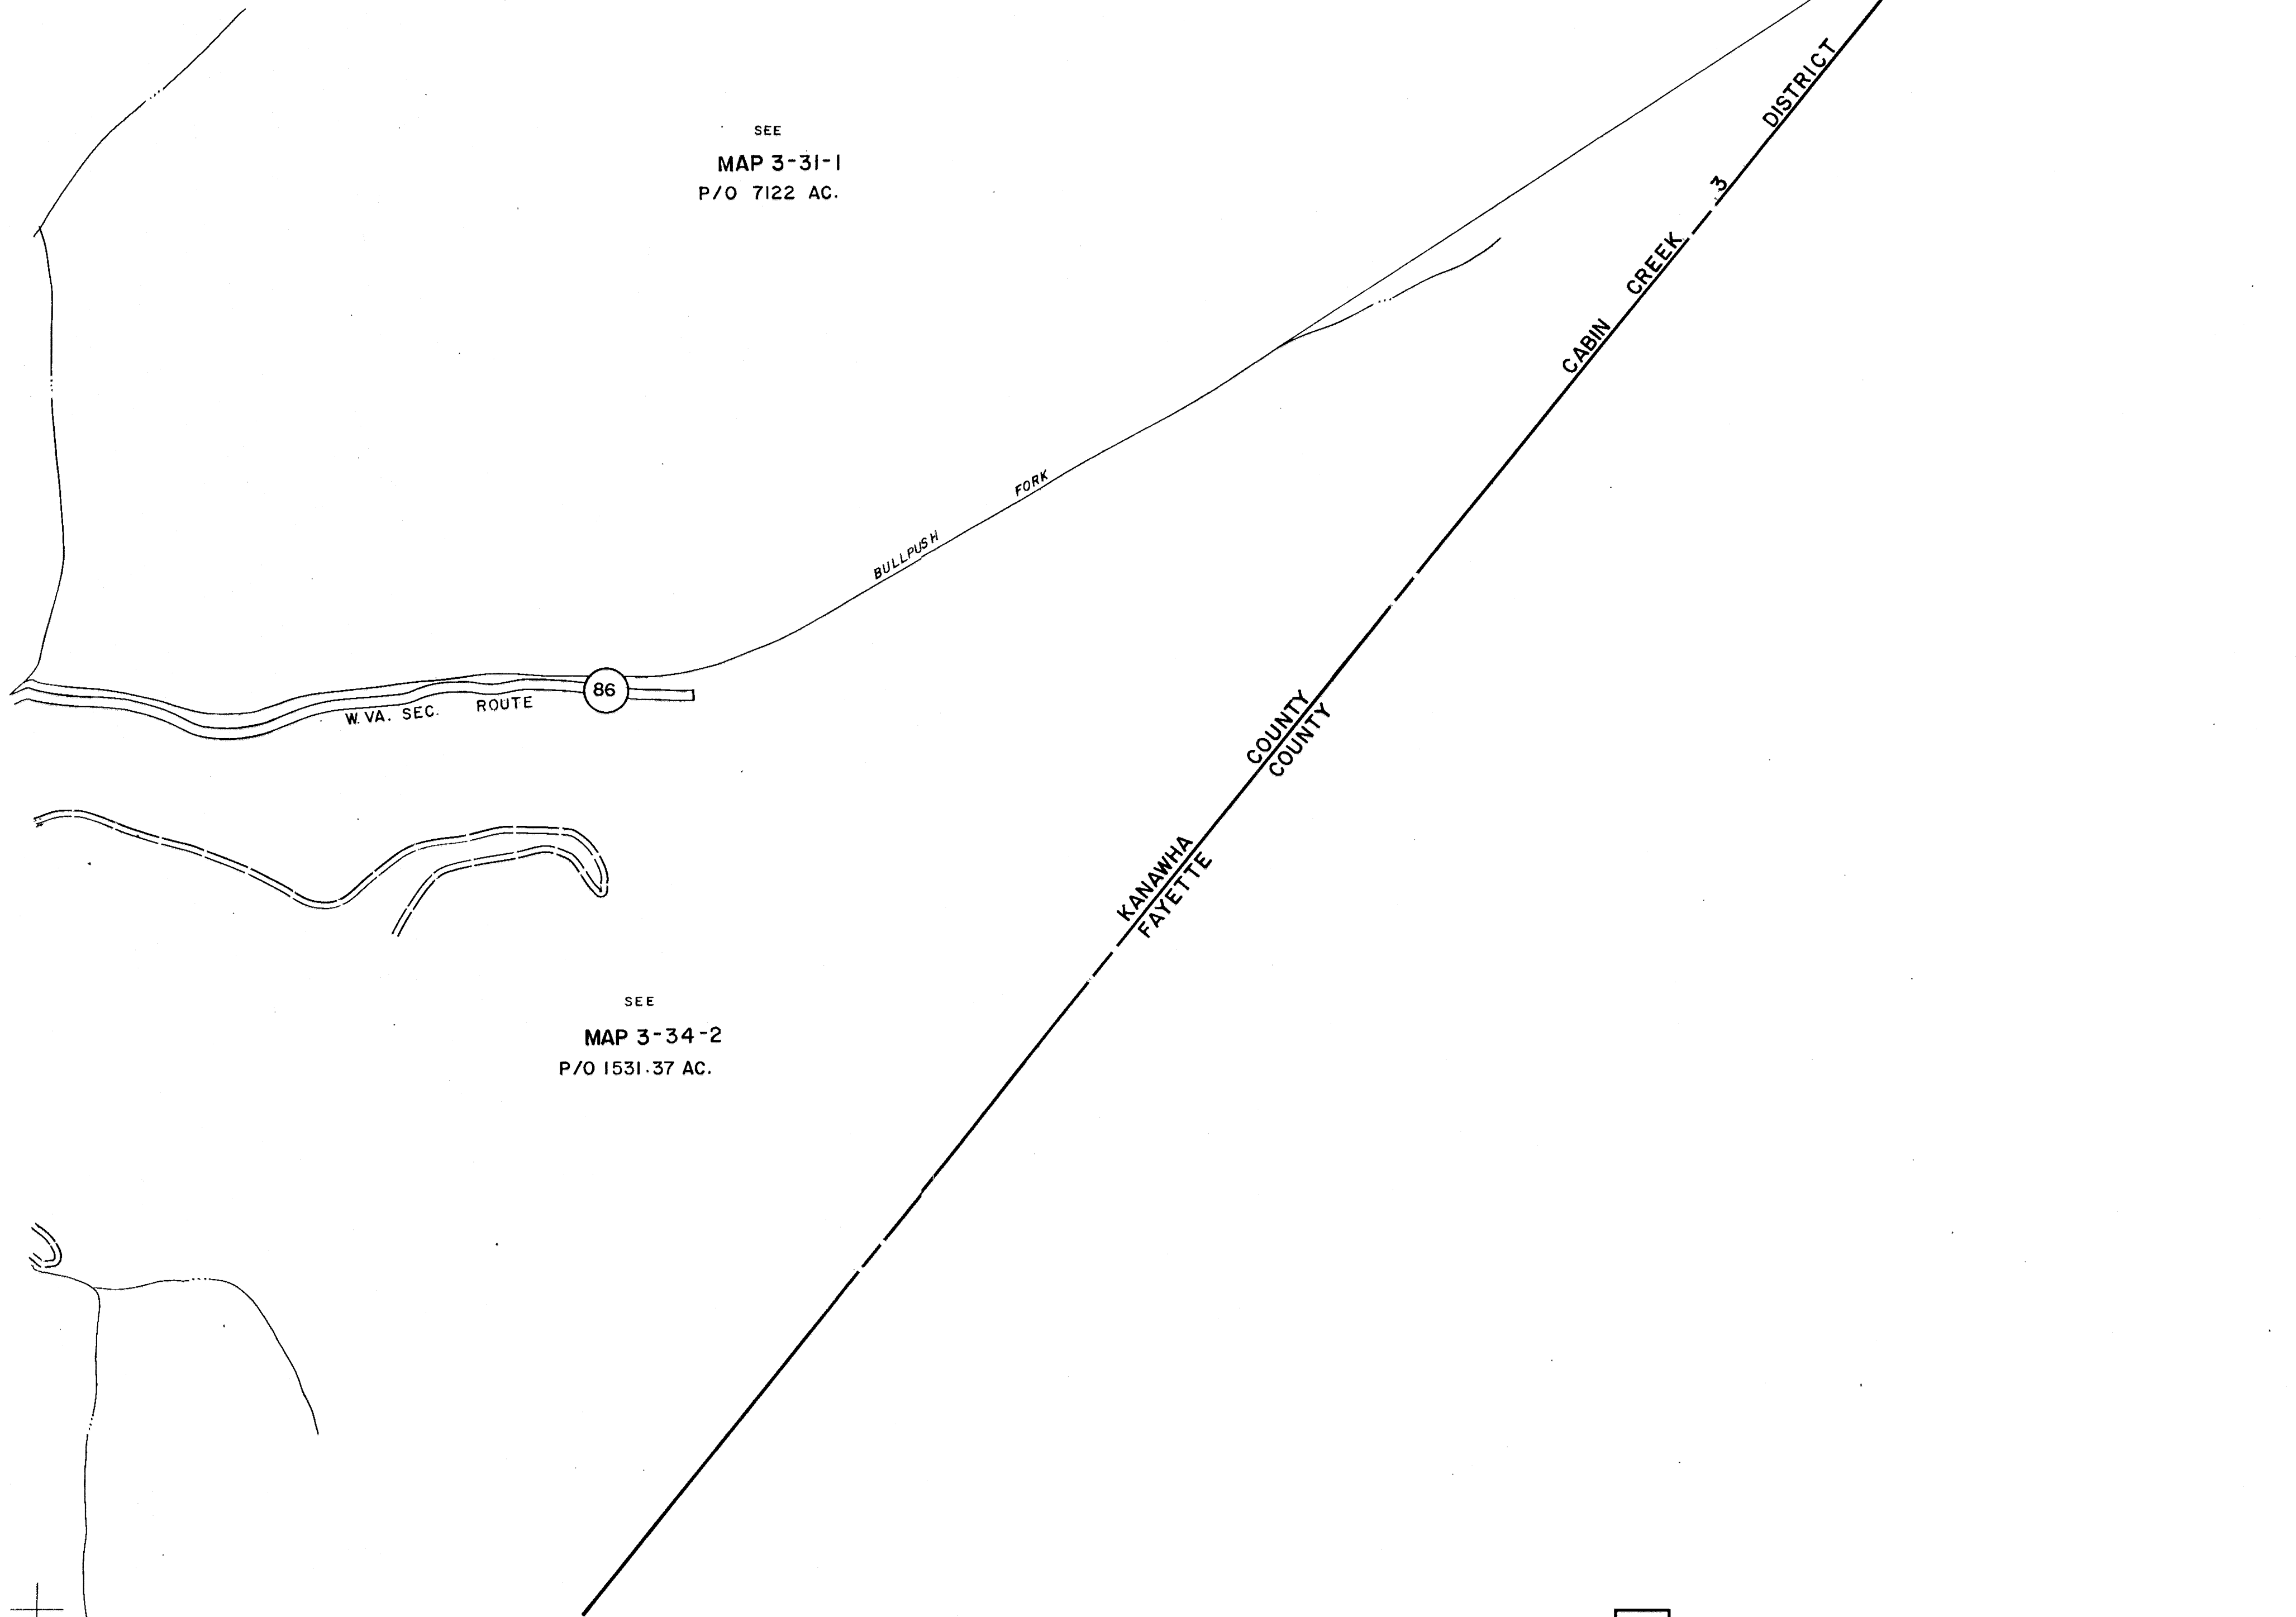 DISTRICT
3
CREEK
CABIN
SEE
MAP 3-31-1
P/O 7122 AC.
BULLPUSH FORK
86
W. VA. SEC. ROUTE
KANAWHA COUNTY
FAYETTE COUNTY
SEE
MAP 3-34-2
P/O 1531.37 AC.